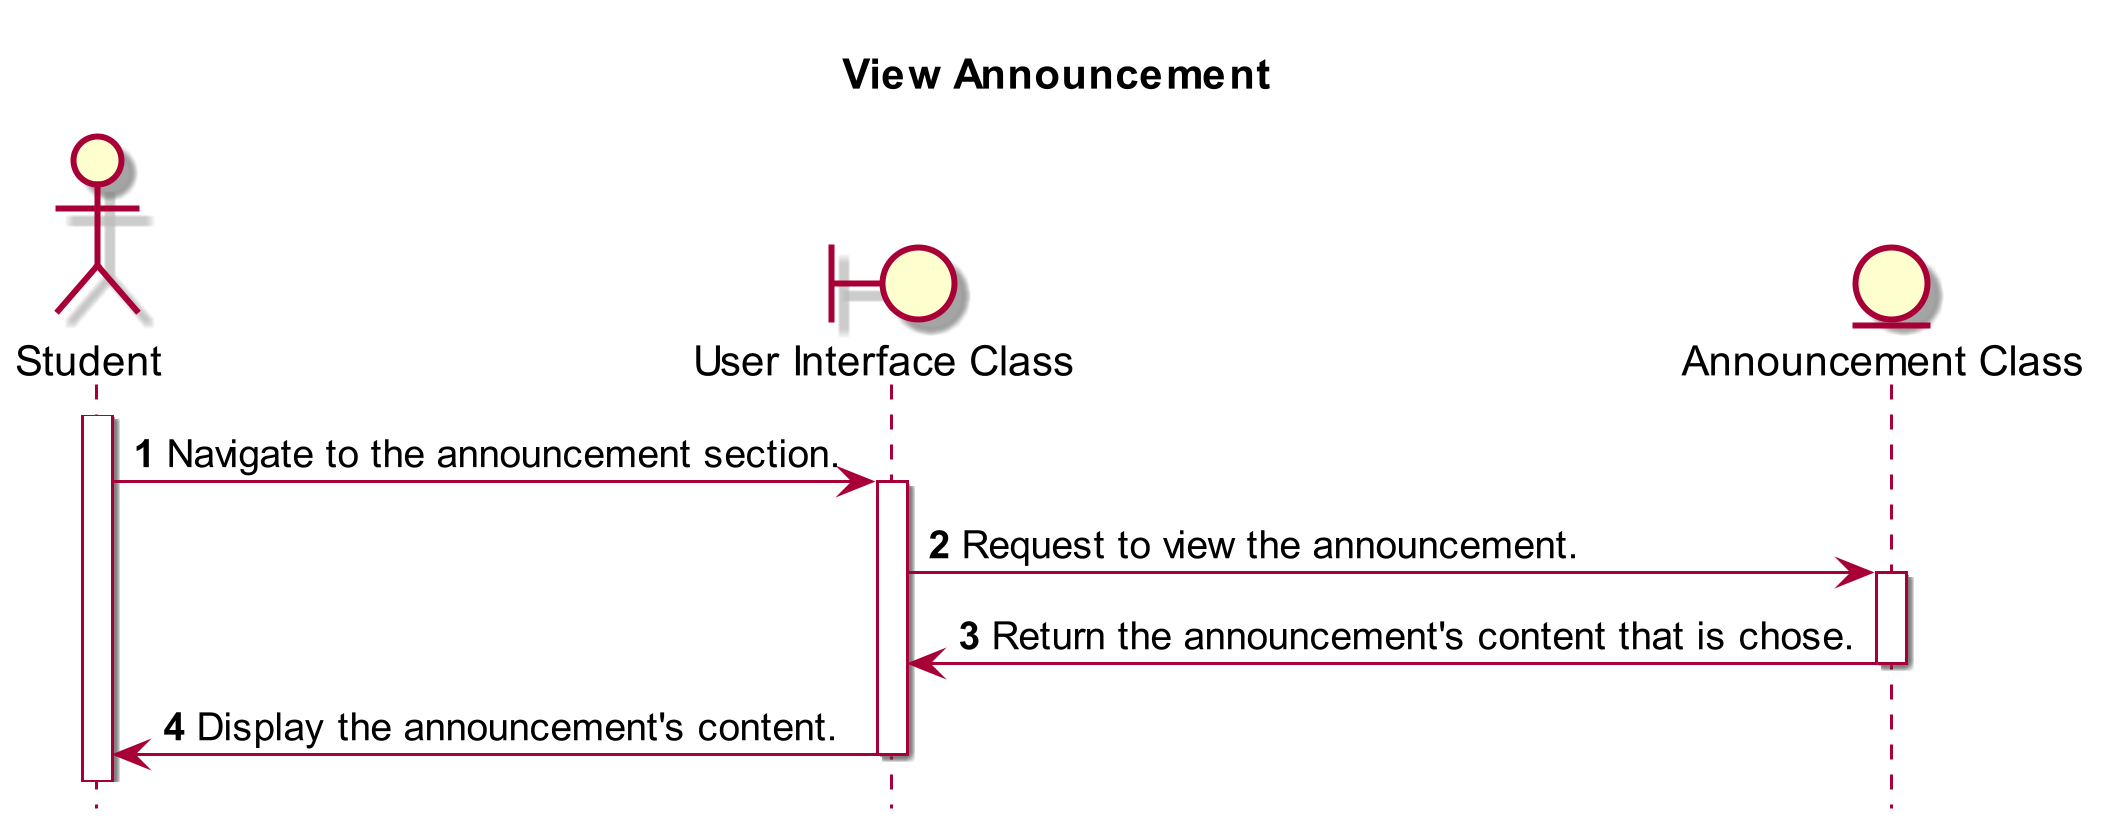 View Announcement
Student
User Interface Class
Announcement Class
1 Navigate to the announcement section.
2 Request to view the announcement.
3 Return the announcement's content that is chose.
4 Display the announcement's content.